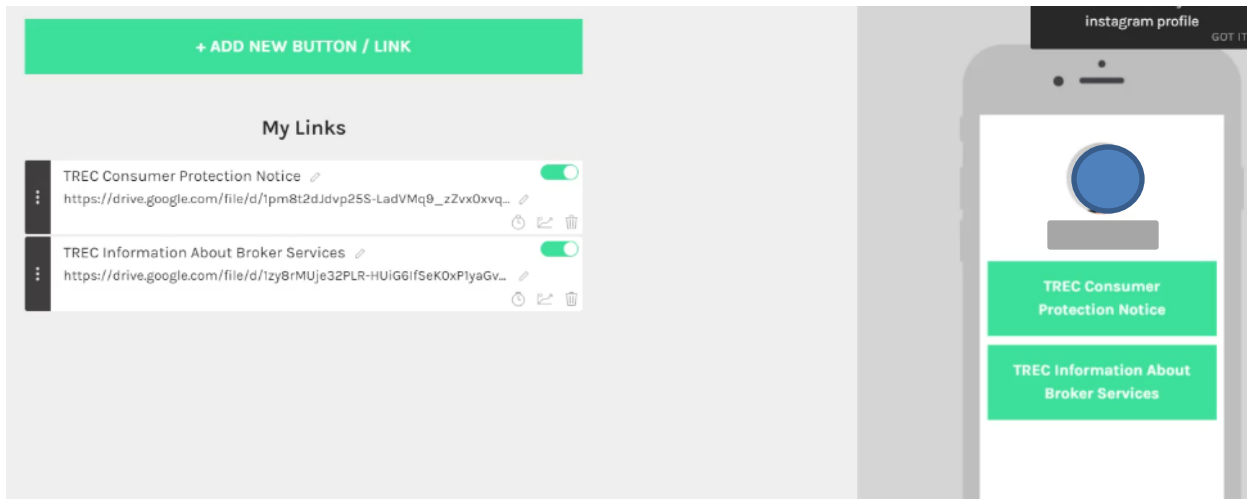 + ADD NEW BUTTON / LINK
My Links
TREC Consumer Protection Notice
https://drive.google.com/file/d/1pm8t2dJdvp25S-LadVMq9_zZvx0xvq...
TREC Information About Broker Services
https://drive.google.com/file/d/1zy8rMUje32PLR-HUiG6IfSeK0xP1yaGv...
instagram profile
GOT IT
TREC Consumer
Protection Notice
TREC Information About
Broker Services